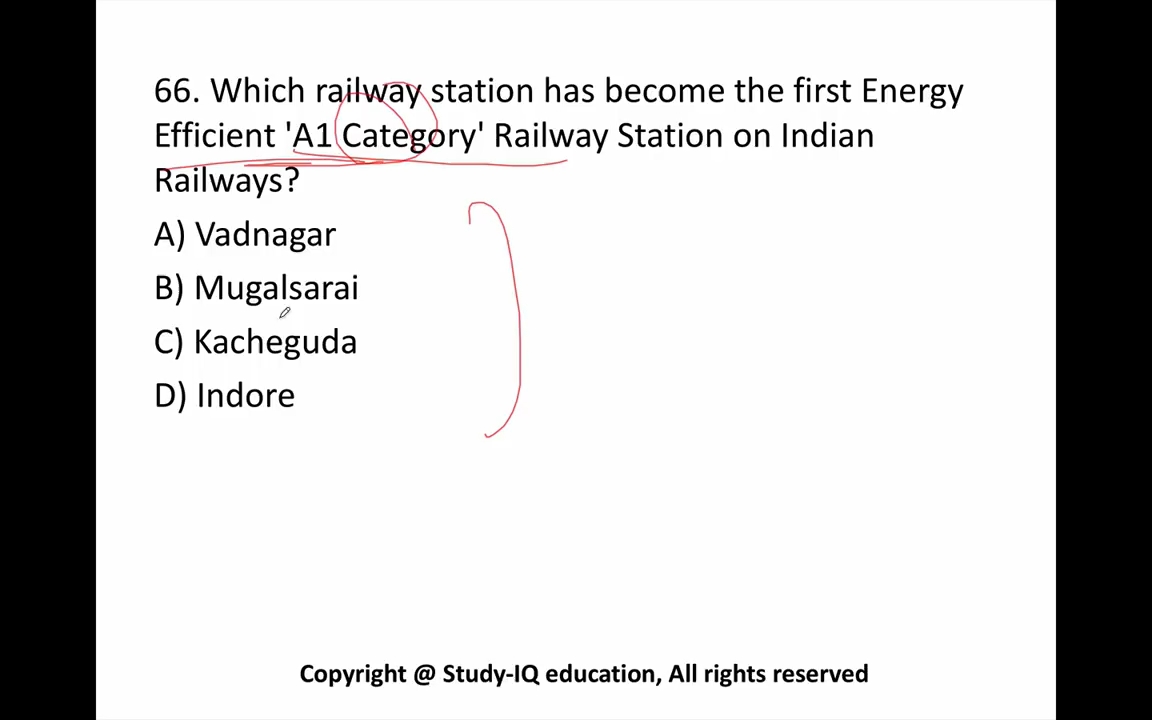 66. Which railway station has become the first Energy
Efficient 'A1 Category' Railway Station on Indian
Railways?
A) Vadnagar
B) Mugalsarai
C) Kacheguda
D) Indore
Copyright @ Study-IQ education, All rights reserved